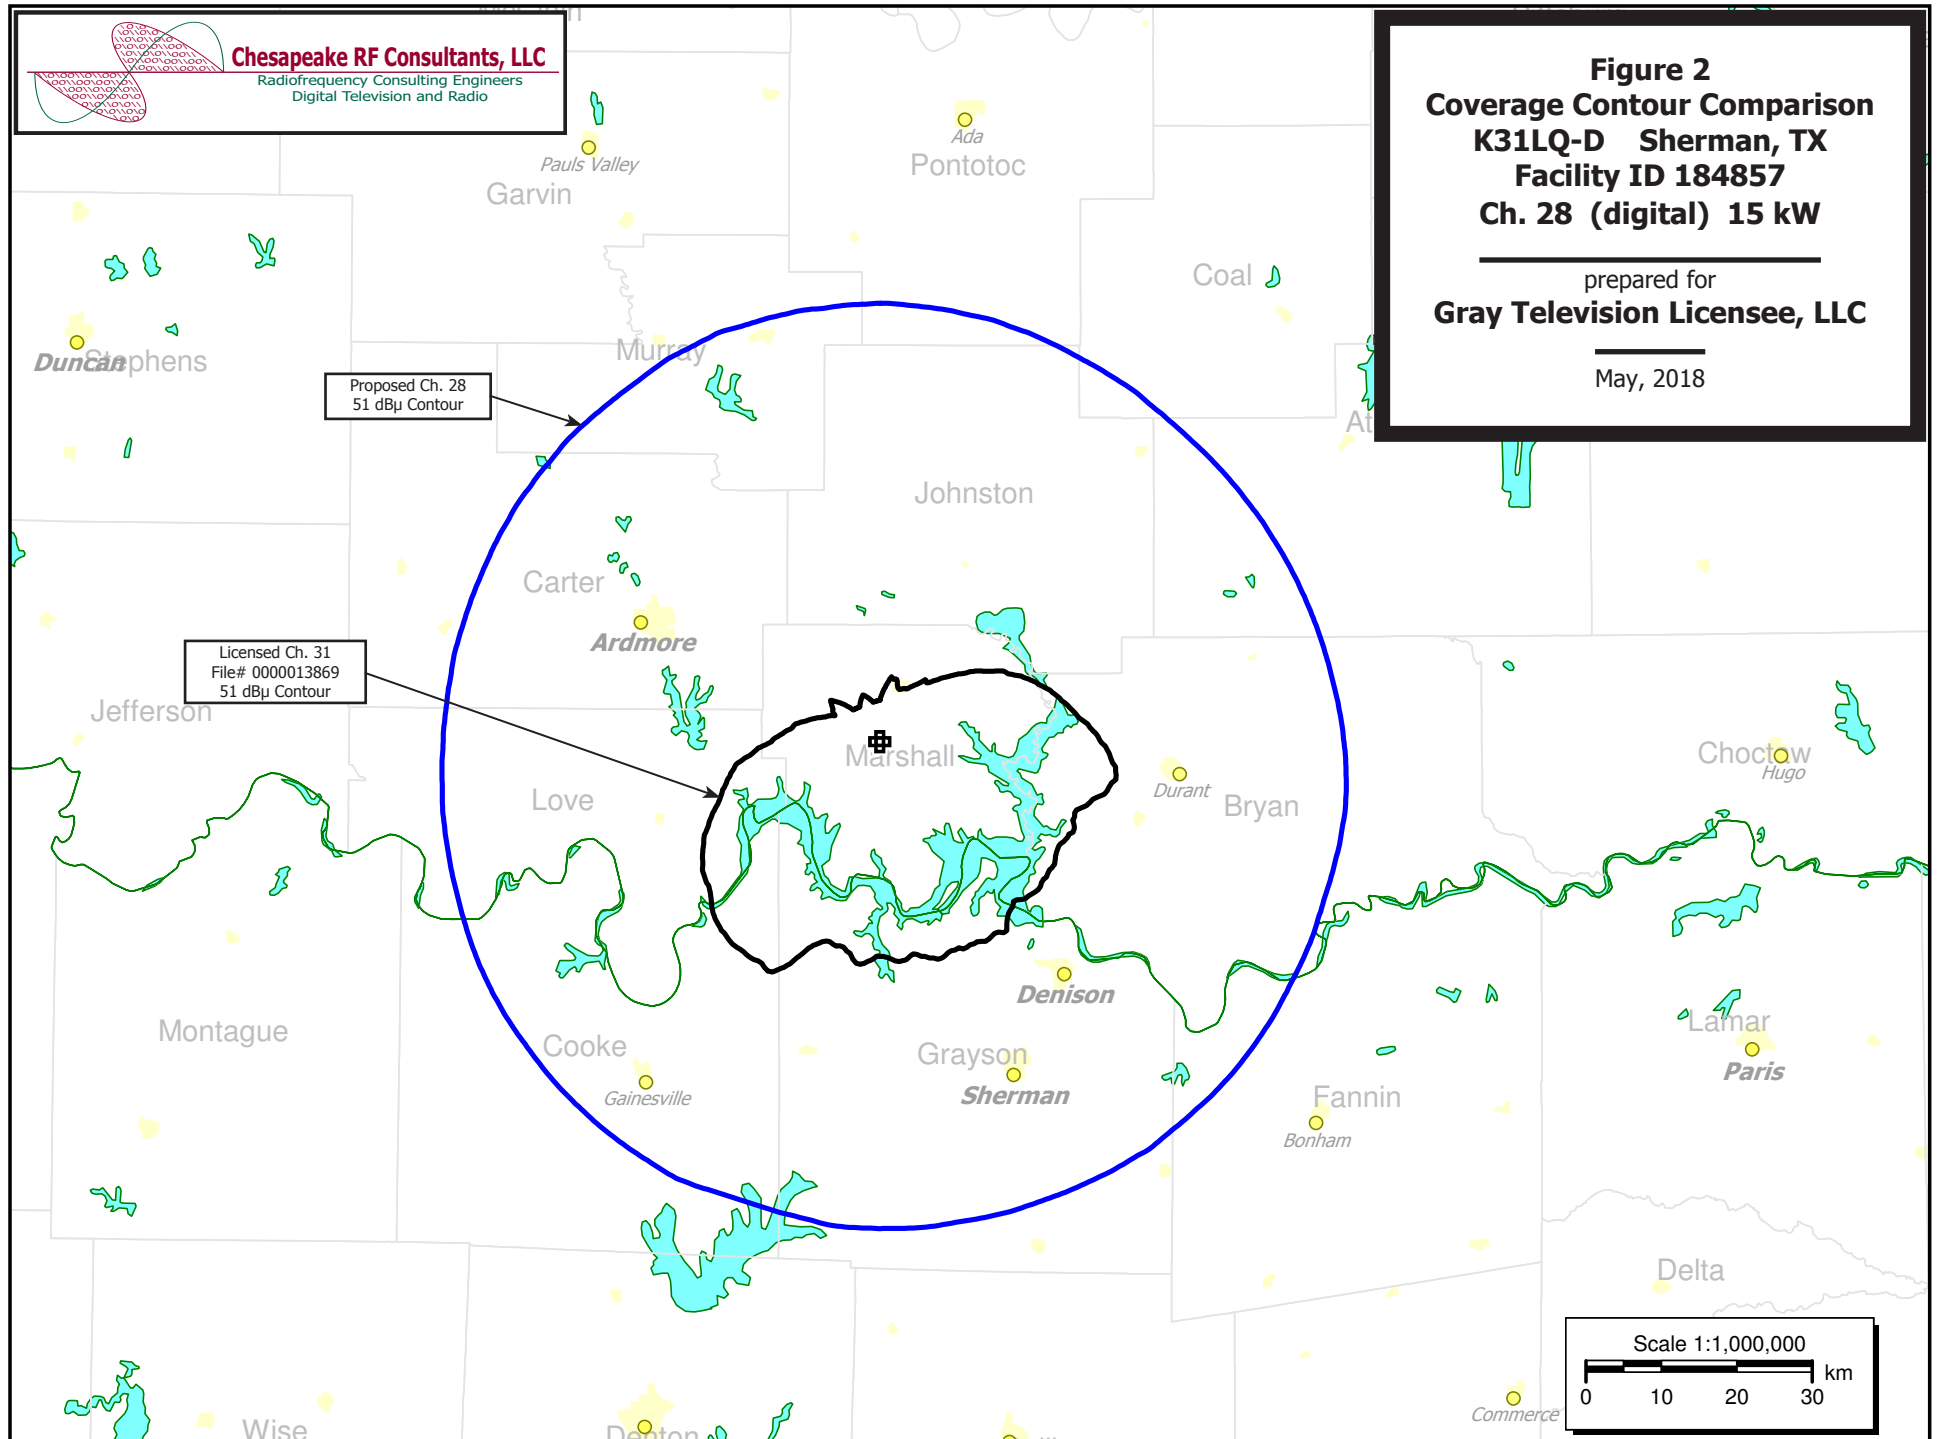 Chesapeake RF Consultants, LLC
Radiofrequency Consulting Engineers
Digital Television and Radio
Figure 2
Coverage Contour Comparison
K31LQ-D Sherman, TX
Facility ID 184857
Ch. 28 (digital) 15 kW
prepared for
Gray Television Licensee, LLC
May, 2018
Ada
Pontotoc
Pauls Valley
Garvin
Coal
Murray
Duncan
Stephens
Proposed Ch. 28
51 dBμ Contour
At
Johnston
Carter
Ardmore
Licensed Ch. 31
File# 0000013869
51 dBμ Contour
Jefferson
Marshall
Choctaw
Hugo
Durant
Love
Bryan
Denison
Montague
Cooke
Grayson
Lamar
Paris
Gainesville
Sherman
Fannin
Bonham
Delta
Scale 1:1,000,000
km
0 10 20 30
Commerce
Wise
Denton